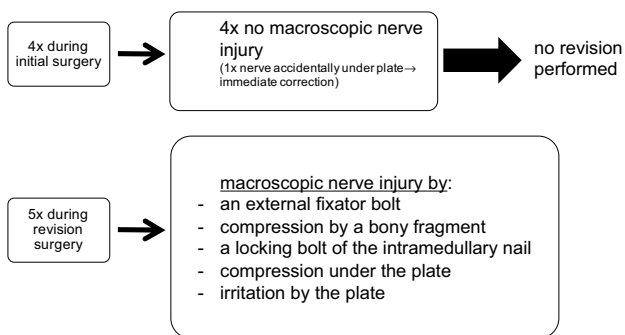 4x during
initial surgery
4x no macroscopic nerve
injury
(1x nerve accidentally under plate→
immediate correction)
no revision
performed
5x during
revision
surgery
macroscopic nerve injury by:
- an external fixator bolt
- compression by a bony fragment
- a locking bolt of the intramedullary nail
- compression under the plate
- irritation by the plate